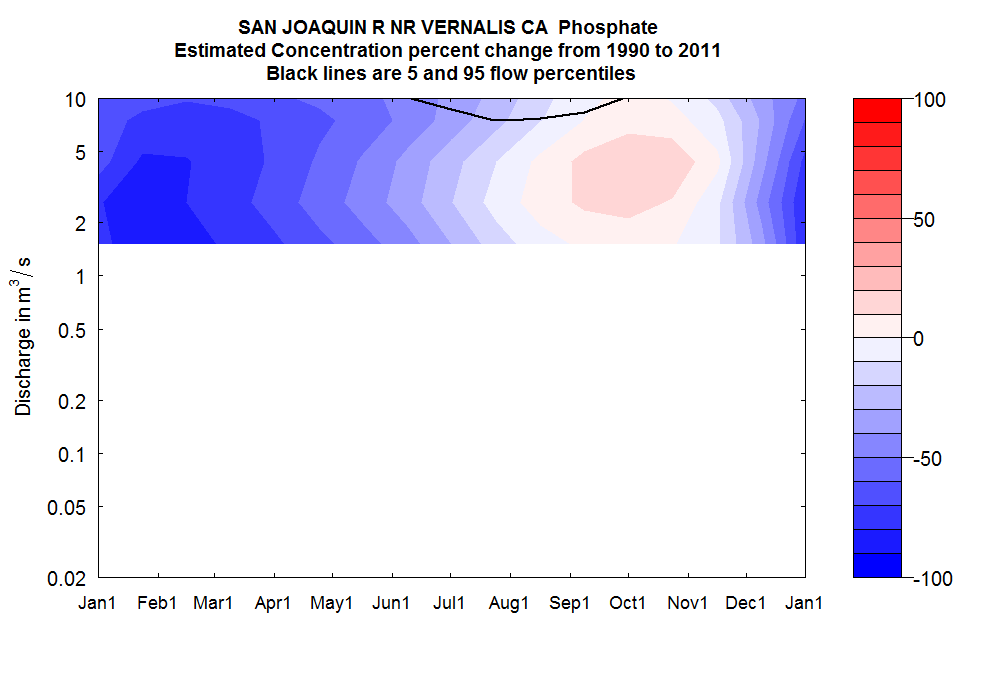 SAN JOAQUIN R NR VERNALIS CA  Phosphate
Estimated Concentration percent change from 1990 to 2011
Black lines are 5 and 95 flow percentiles
Discharge in m³/s
10
5
2
1
0.5
0.2
0.1
0.05
0.02
Jan1 Feb1 Mar1 Apr1 May1 Jun1 Jul1 Aug1 Sep1 Oct1 Nov1 Dec1 Jan1
100
50
0
-50
-100